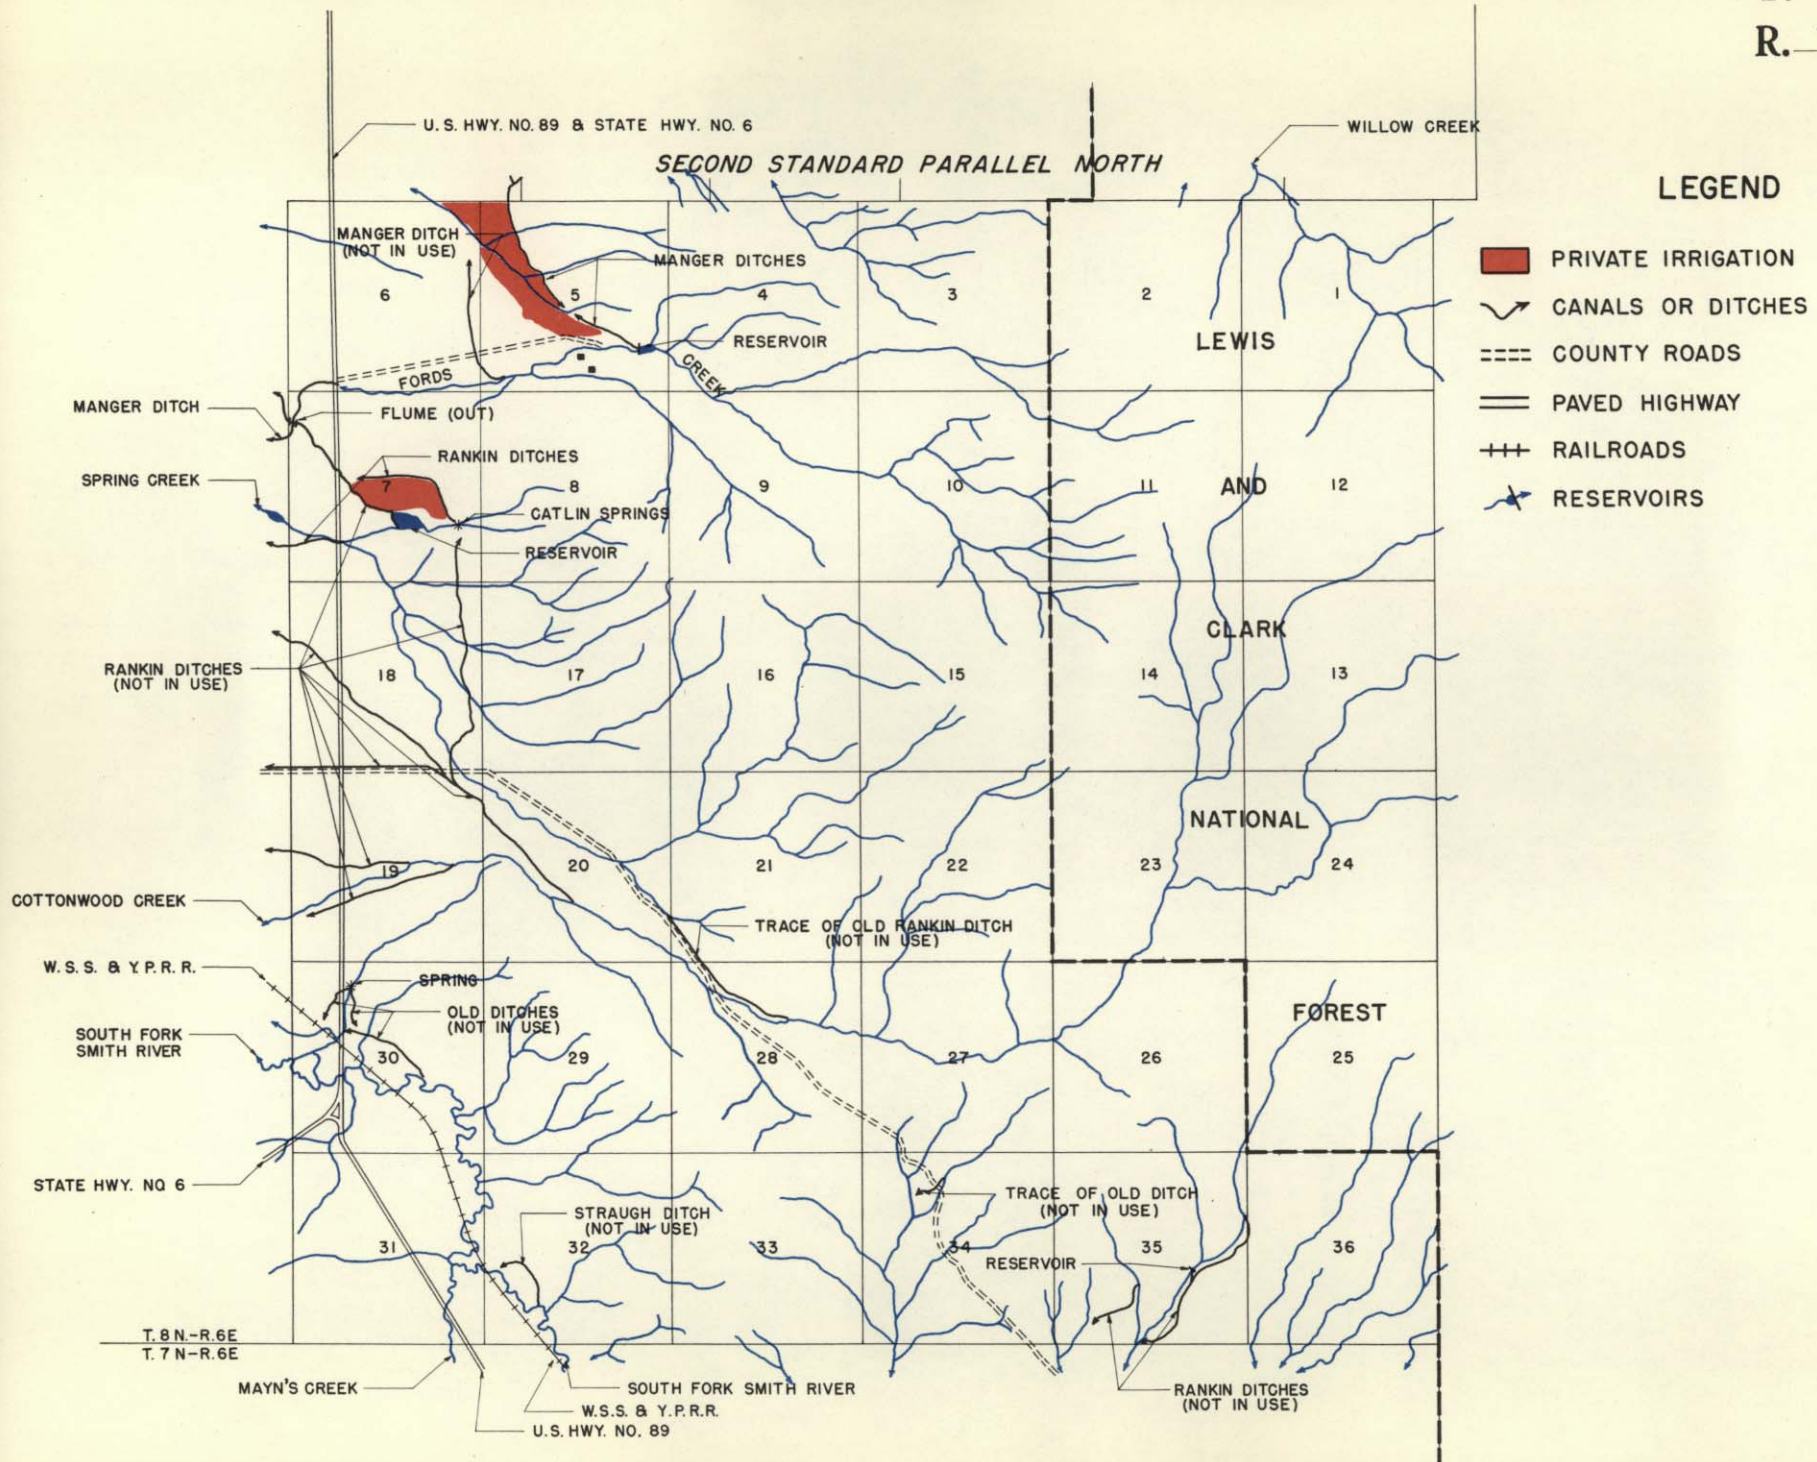 R.
U.S. HWY. NO. 89 & STATE HWY. NO. 6
WILLOW CREEK
SECOND STANDARD PARALLEL NORTH
LEGEND
PRIVATE IRRIGATION
CANALS OR DITCHES
COUNTY ROADS
PAVED HIGHWAY
RAILROADS
RESERVOIRS
MANGER DITCH
(NOT IN USE)
MANGER DITCHES
6
5
4
3
2
1
RESERVOIR
LEWIS
FORDS
CREEK
MANGER DITCH
FLUME (OUT)
RANKIN DITCHES
SPRING CREEK
7
8
9
10
11
AND
12
CATLIN SPRINGS
RESERVOIR
CLARK
RANKIN DITCHES
(NOT IN USE)
18
17
16
15
14
13
NATIONAL
19
20
21
22
23
24
COTTONWOOD CREEK
TRACE OF OLD RANKIN DITCH
(NOT IN USE)
W.S.S. & Y.P.R.R.
SPRING
OLD DITCHES
(NOT IN USE)
FOREST
SOUTH FORK
SMITH RIVER
30
29
28
27
26
25
STATE HWY. NO 6
TRACE OF OLD DITCH
(NOT IN USE)
STRAUGH DITCH
(NOT IN USE)
31
32
33
34
35
36
RESERVOIR
T. 8 N.-R.6E
T. 7 N-R.6E
MAYN'S CREEK
SOUTH FORK SMITH RIVER
W.S.S. & Y.P.R.R.
U.S. HWY. NO. 89
RANKIN DITCHES
(NOT IN USE)